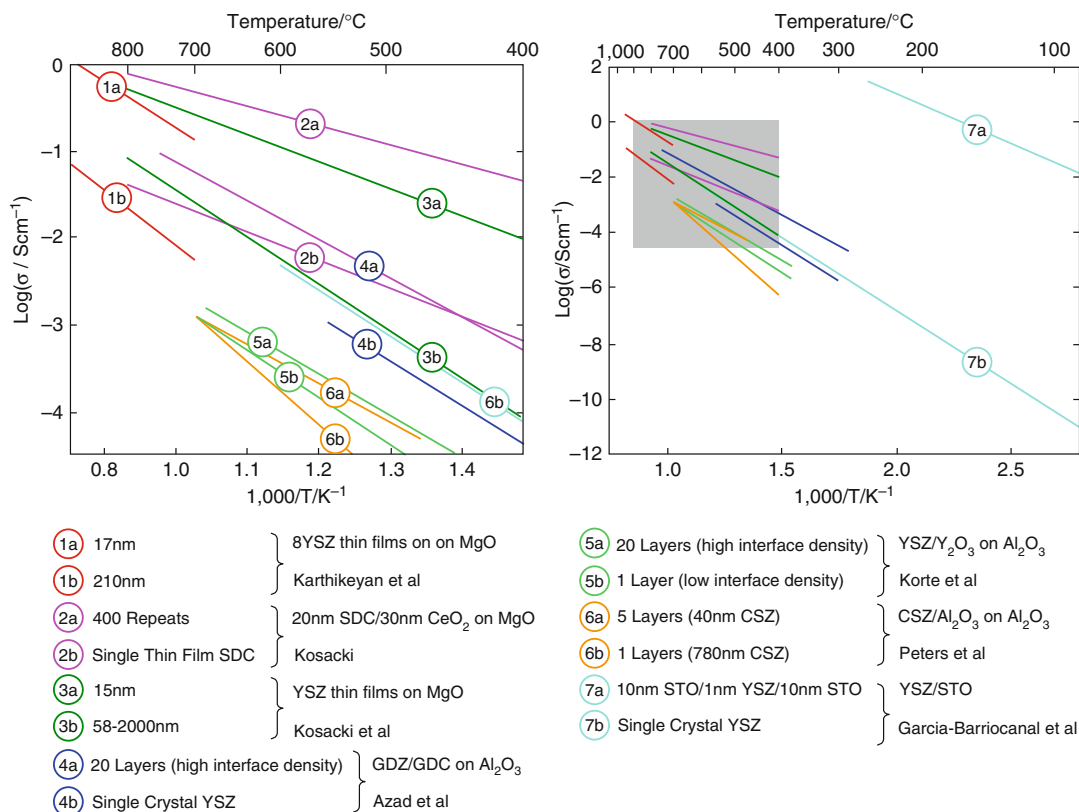 Temperature/°C
800 700 600 500 400
0
–1
–2
–3
–4
Log(σ / Scm⁻¹)
1a
2a
3a
1b
2b
4a
5a
4b
3b
5b
6a
6b
6b
0.8 1.0 1.2 1.3 1.4
1,000/T/K⁻¹
Temperature/°C
1,000 700 500 400 300 200 100
2
0
–2
–4
–6
–8
–10
–12
Log(σ/Scm⁻¹)
7a
7b
1.0 1.5 2.0 2.5
1,000/T/K⁻¹
1a 17nm
8YSZ thin films on on MgO
1b 210nm
Karthikeyan et al
2a 400 Repeats
20nm SDC/30nm CeO₂ on MgO
2b Single Thin Film SDC
Kosacki
3a 15nm
YSZ thin films on MgO
3b 58-2000nm
Kosacki et al
4a 20 Layers (high interface density)
GDZ/GDC on Al₂O₃
4b Single Crystal YSZ
Azad et al
5a 20 Layers (high interface density)
YSZ/Y₂O₃ on Al₂O₃
5b 1 Layer (low interface density)
Korte et al
6a 5 Layers (40nm CSZ)
CSZ/Al₂O₃ on Al₂O₃
6b 1 Layers (780nm CSZ)
Peters et al
7a 10nm STO/1nm YSZ/10nm STO
YSZ/STO
7b Single Crystal YSZ
Garcia-Barriocanal et al